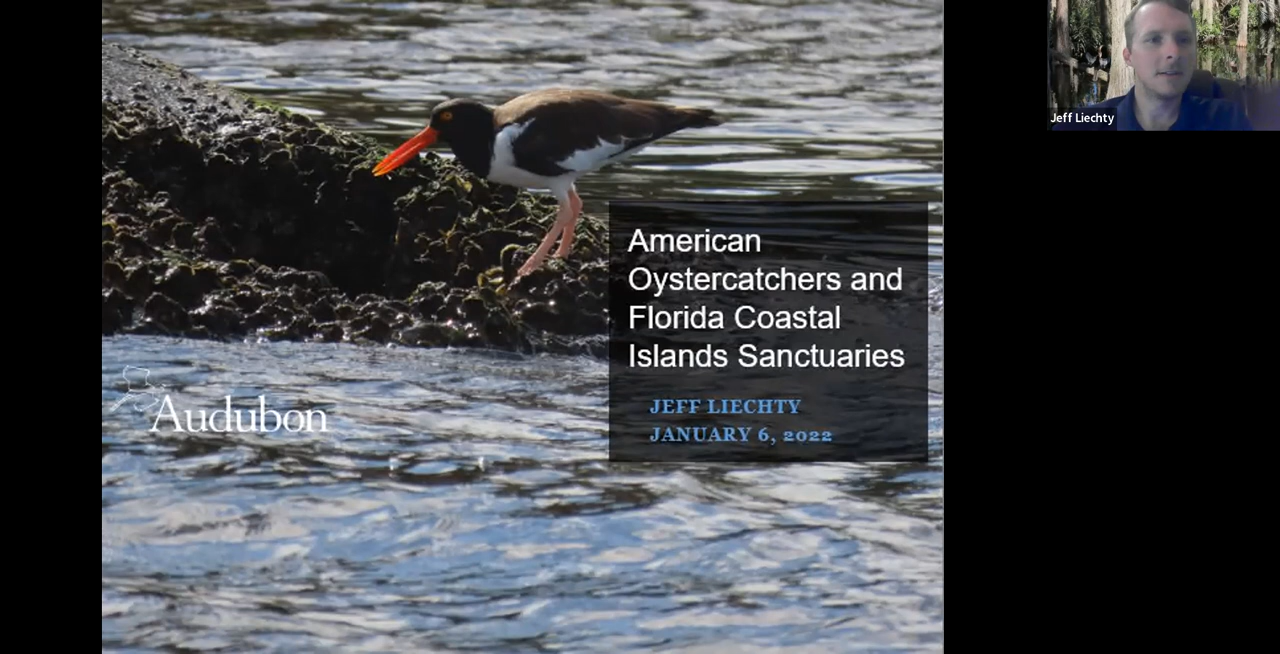 Jeff Liechty
American
Oystercatchers and
Florida Coastal
Islands Sanctuaries
JEFF LIECHTY
JANUARY 6, 2022
Audubon